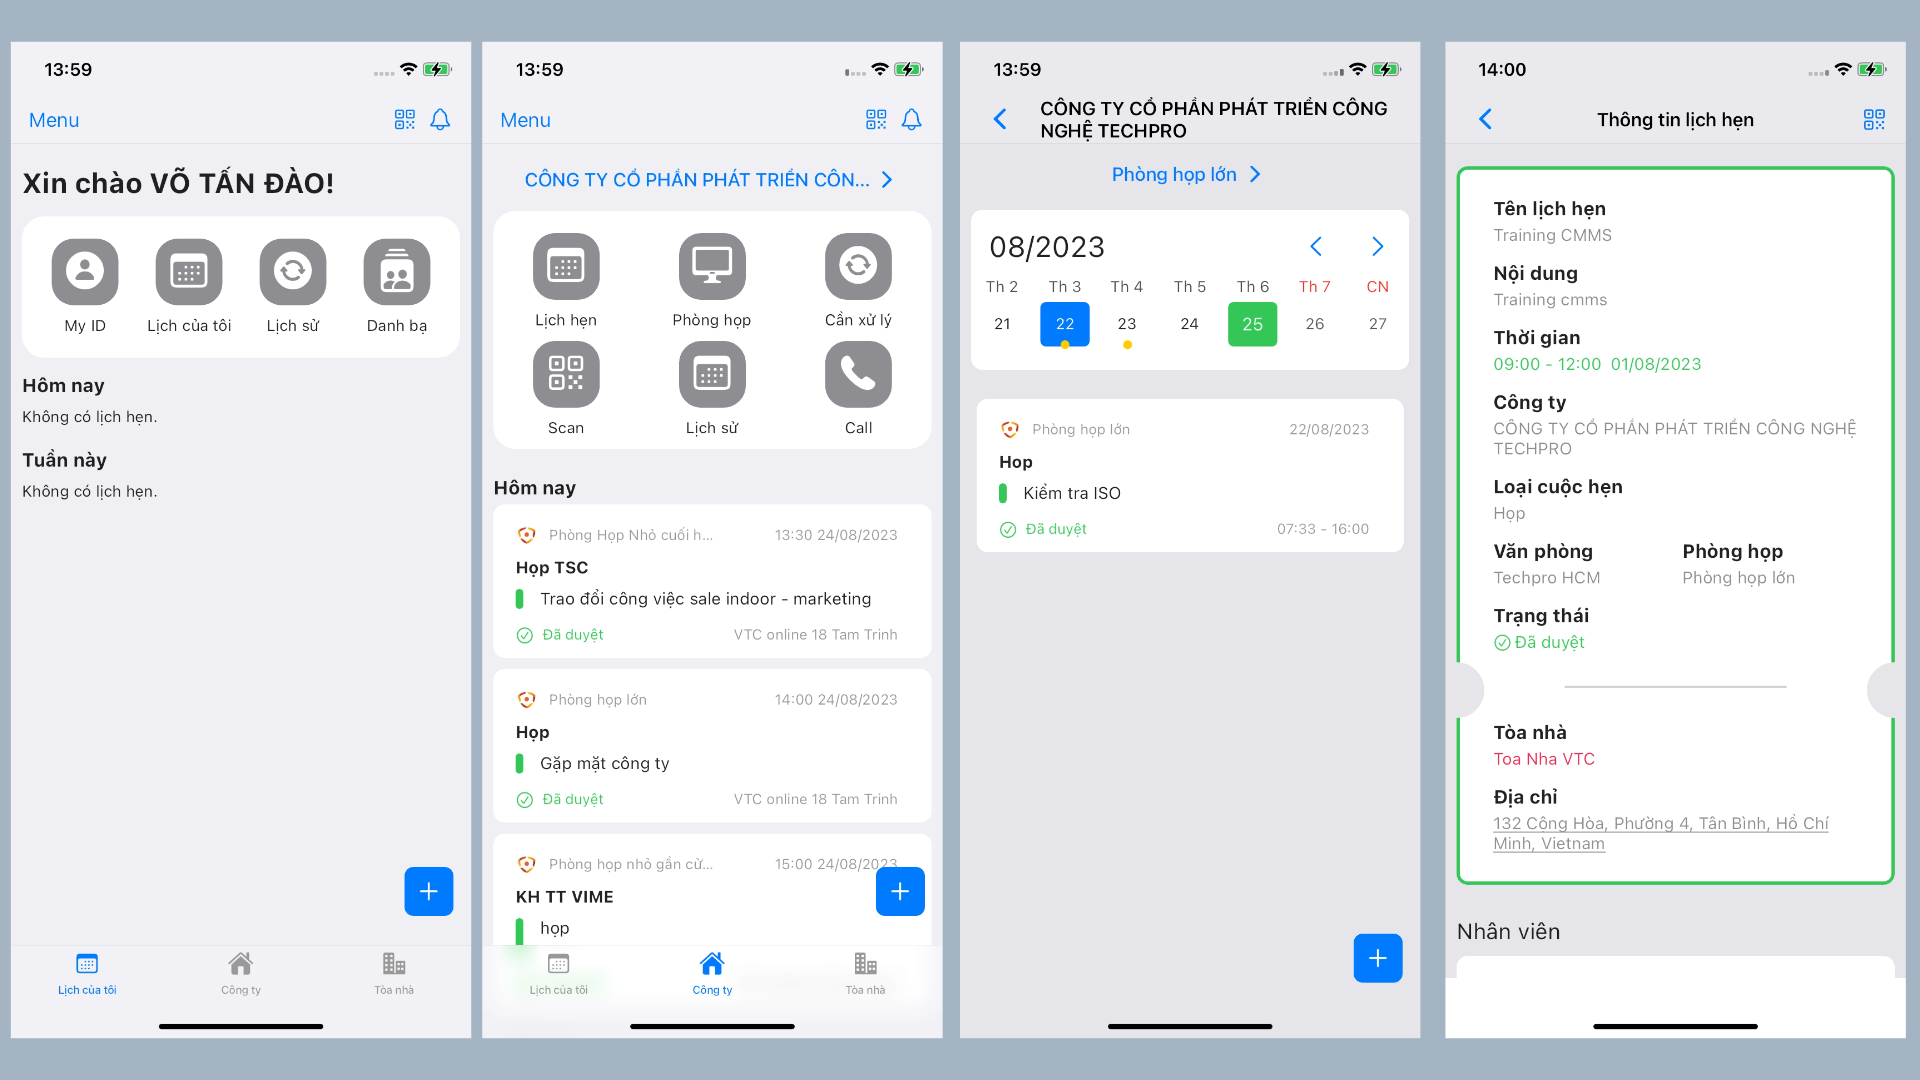 13:59
Menu
Xin chào VÕ TẤN ĐÀO!
My ID
Lịch của tôi
Lịch sử
Danh bạ
Hôm nay
Không có lịch hẹn.
Tuần này
Không có lịch hẹn.
Lịch của tôi
Công ty
Tòa nhà
13:59
Menu
CÔNG TY CỔ PHẦN PHÁT TRIỂN CÔN...
Lịch hẹn
Phòng họp
Cần xử lý
Scan
Lịch sử
Call
Hôm nay
Phòng Họp Nhỏ cuối h... 13:30 24/08/2023
Họp TSC
Trao đổi công việc sale indoor - marketing
Đã duyệt VTC online 18 Tam Trinh
Phòng họp lớn 14:00 24/08/2023
Họp
Gặp mặt công ty
Đã duyệt VTC online 18 Tam Trinh
Phòng họp nhỏ gần cử... 15:00 24/08/2023
KH TT VIME
họp
Lịch của tôi
Công ty
Tòa nhà
13:59
CÔNG TY CỔ PHẦN PHÁT TRIỂN CÔNG
NGHỆ TECHPRO
Phòng họp lớn
08/2023
Th 2 Th 3 Th 4 Th 5 Th 6 Th 7 CN
21 22 23 24 25 26 27
Phòng họp lớn 22/08/2023
Hop
Kiểm tra ISO
Đã duyệt 07:33 - 16:00
14:00
Thông tin lịch hẹn
Tên lịch hẹn
Training CMMS
Nội dung
Training cmms
Thời gian
09:00 - 12:00 01/08/2023
Công ty
CÔNG TY CỔ PHẦN PHÁT TRIỂN CÔNG NGHỆ
TECHPRO
Loại cuộc hẹn
Họp
Văn phòng Phòng họp
Techpro HCM Phòng họp lớn
Trạng thái
Đã duyệt
Tòa nhà
Toa Nha VTC
Địa chỉ
132 Cộng Hòa, Phường 4, Tân Bình, Hồ Chí
Minh, Vietnam
Nhân viên